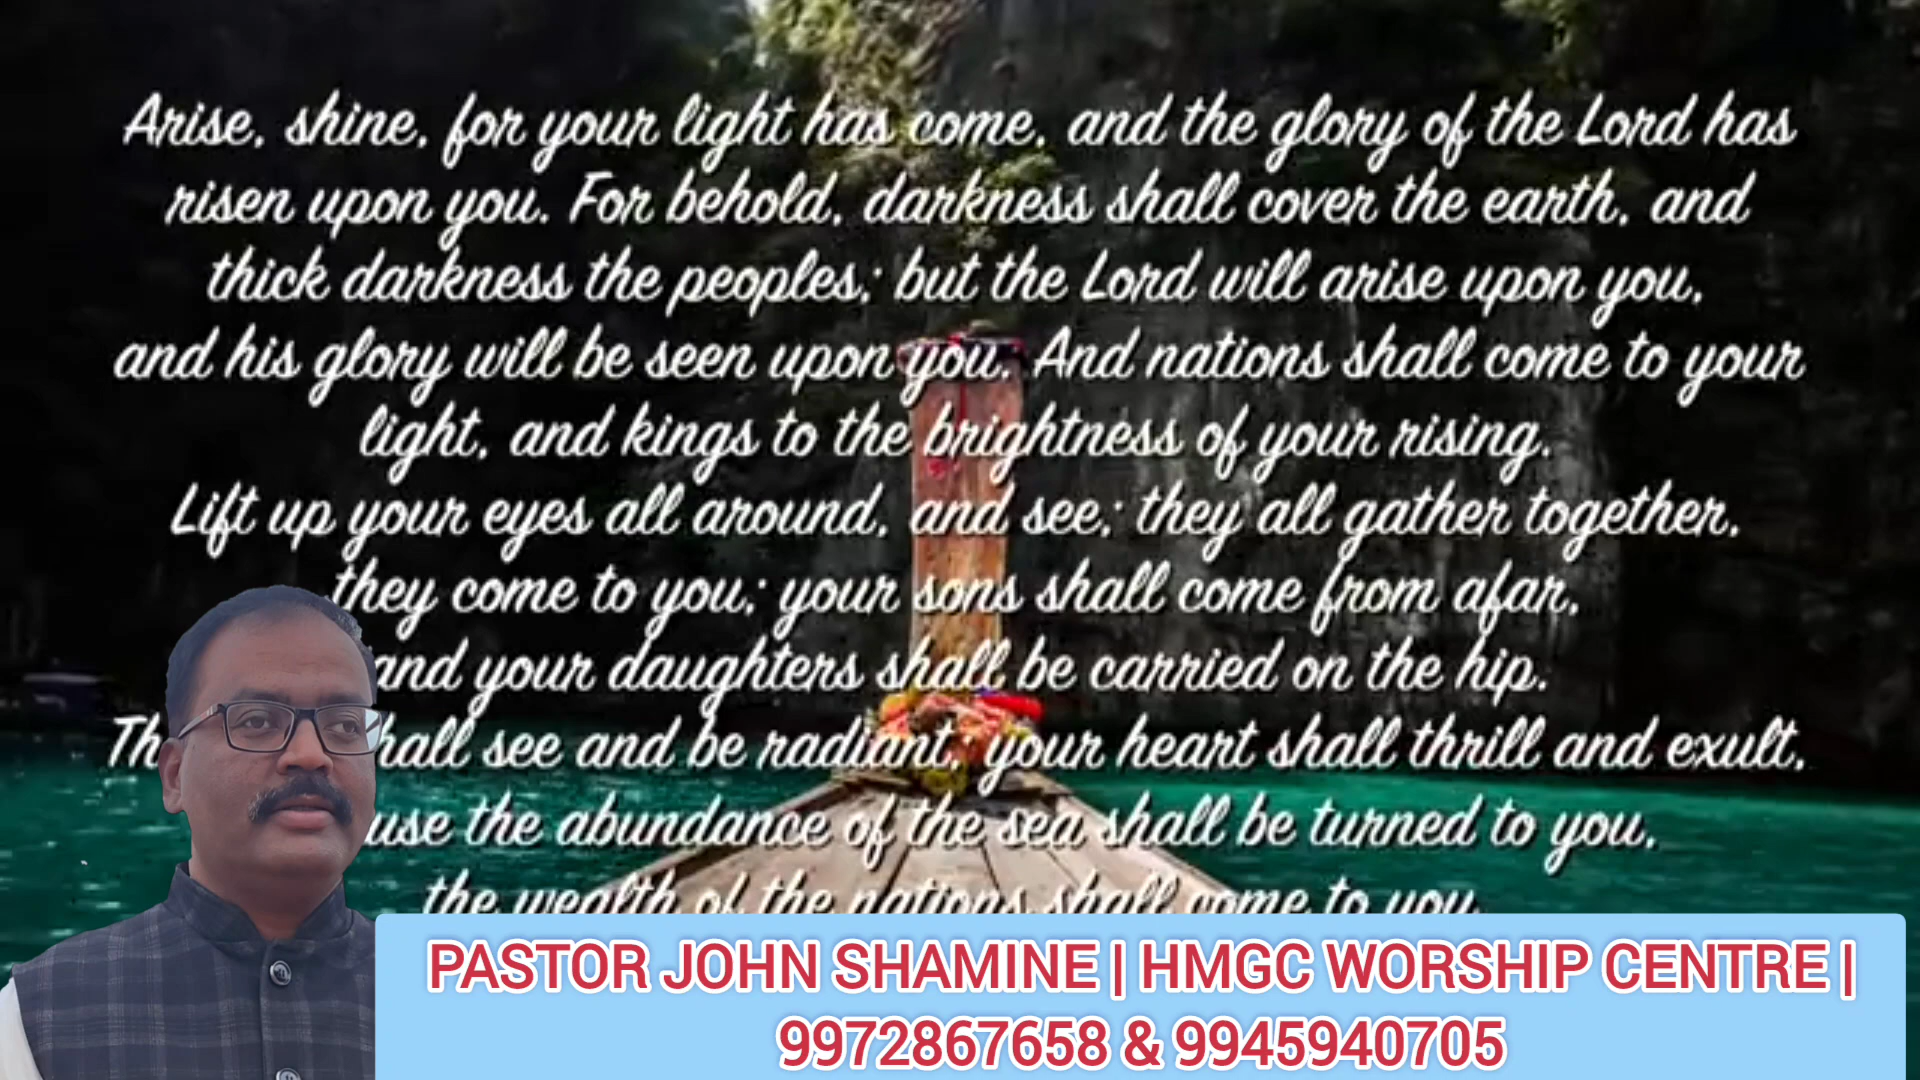 Arise, shine, for your light has come, and the glory of the Lord has
risen upon you. For behold, darkness shall cover the earth, and
thick darkness the peoples; but the Lord will arise upon you,
and his glory will be seen upon you. And nations shall come to your
light, and kings to the brightness of your rising.
Lift up your eyes all around, and see; they all gather together,
they come to you; your sons shall come from afar,
and your daughters shall be carried on the hip.
see and be radiant; your heart shall thrill and exult,
the abundance of the sea shall be turned to you,
the wealth of the nations shall come to you.
PASTOR JOHN SHAMINE | HMGC WORSHIP CENTRE |
9972867658 & 9945940705